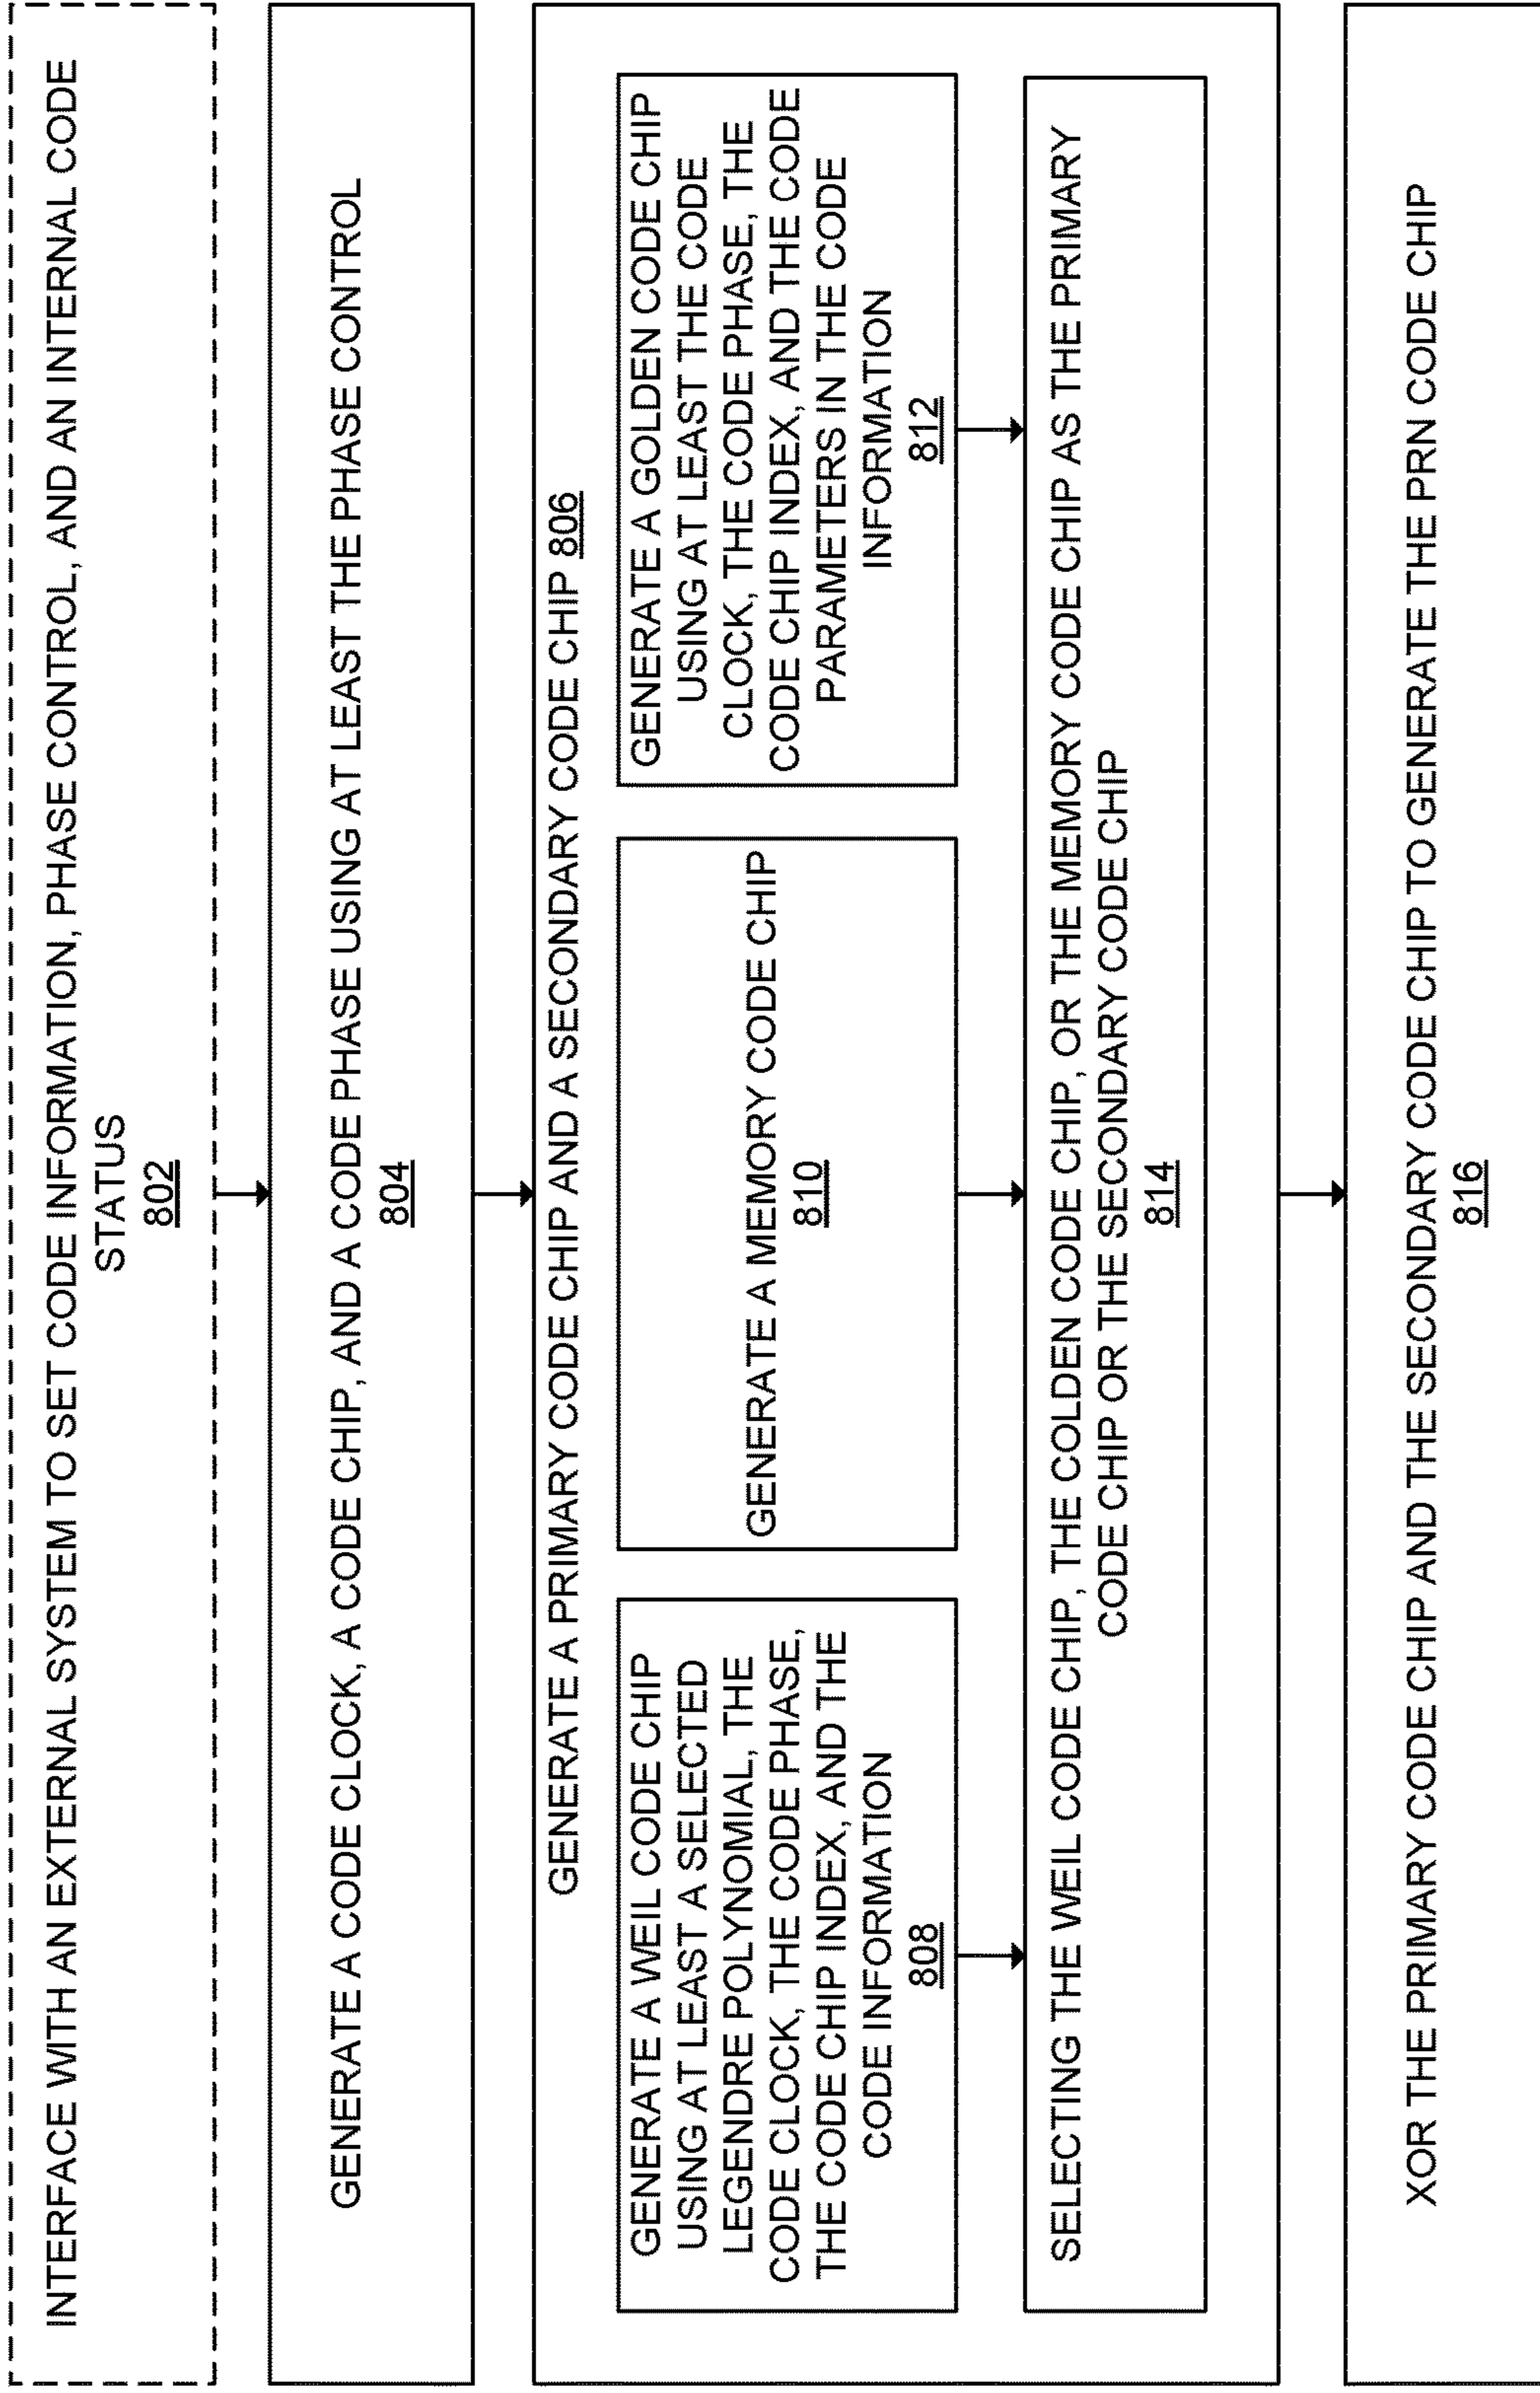 INTERFACE WITH AN EXTERNAL SYSTEM TO SET CODE INFORMATION, PHASE CONTROL, AND AN INTERNAL CODE
STATUS
802
GENERATE A CODE CLOCK, A CODE CHIP, AND A CODE PHASE USING AT LEAST THE PHASE CONTROL
804
GENERATE A PRIMARY CODE CHIP AND A SECONDARY CODE CHIP 806
GENERATE A WEIL CODE CHIP
USING AT LEAST A SELECTED
LEGENDRE POLYNOMIAL, THE
CODE CLOCK, THE CODE PHASE,
THE CODE CHIP INDEX, AND THE
CODE INFORMATION
808
GENERATE A MEMORY CODE CHIP
810
GENERATE A GOLDEN CODE CHIP
USING AT LEAST THE CODE
CLOCK, THE CODE PHASE, THE
CODE CHIP INDEX, AND THE CODE
PARAMETERS IN THE CODE
INFORMATION
812
SELECTING THE WEIL CODE CHIP, THE COLDEN CODE CHIP, OR THE MEMORY CODE CHIP AS THE PRIMARY
CODE CHIP OR THE SECONDARY CODE CHIP
814
XOR THE PRIMARY CODE CHIP AND THE SECONDARY CODE CHIP TO GENERATE THE PRN CODE CHIP
816